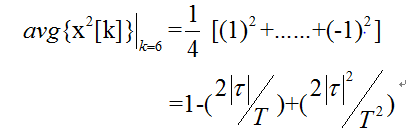 avg{x²[k]}|ₖ₌₆ = 1/4 [(1)²+......+(-1)²]
=1-(2|τ|/T)+(2|τ|²/T²)